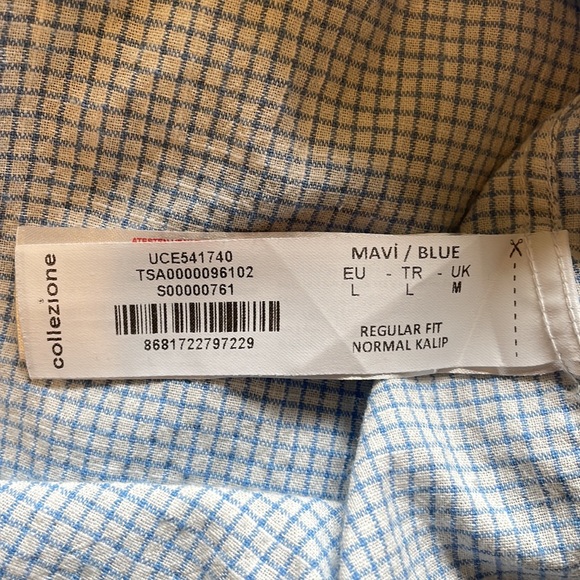 collezione
UCE541740
TSA0000096102
S00000761
8681722797229
MAVİ / BLUE
EU - TR - UK
L L M
REGULAR FIT
NORMAL KALIP